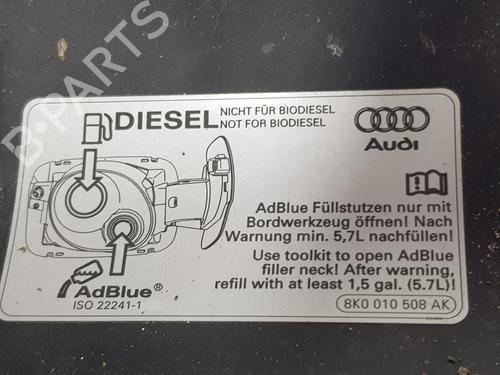 DIESEL
NICHT FÜR BIODIESEL
NOT FOR BIODIESEL
Audi
AdBlue Füllstutzen nur mit
Bordwerkzeug öffnen! Nach
Warnung min. 5,7L nachfüllen!
Use toolkit to open AdBlue
filler neck! After warning,
refill with at least 1,5 gal. (5.7L)!
AdBlue®
ISO 22241-1
8K0 010 508 AK
B-PARTS